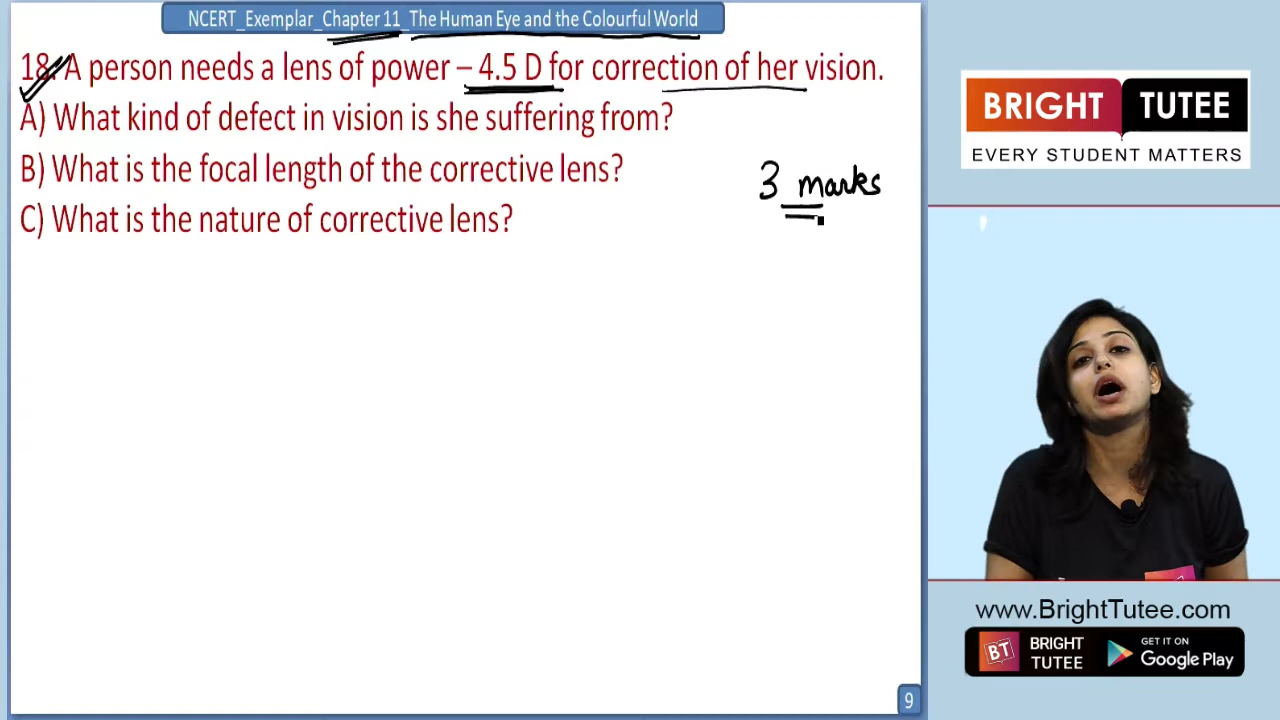 NCERT_Exemplar_Chapter 11_The Human Eye and the Colourful World
18. A person needs a lens of power – 4.5 D for correction of her vision.
A) What kind of defect in vision is she suffering from?
B) What is the focal length of the corrective lens?
C) What is the nature of corrective lens?
3 marks
9
BRIGHT TUTEE
EVERY STUDENT MATTERS
www.BrightTutee.com
BT
BRIGHT
TUTEE
GET IT ON
Google Play